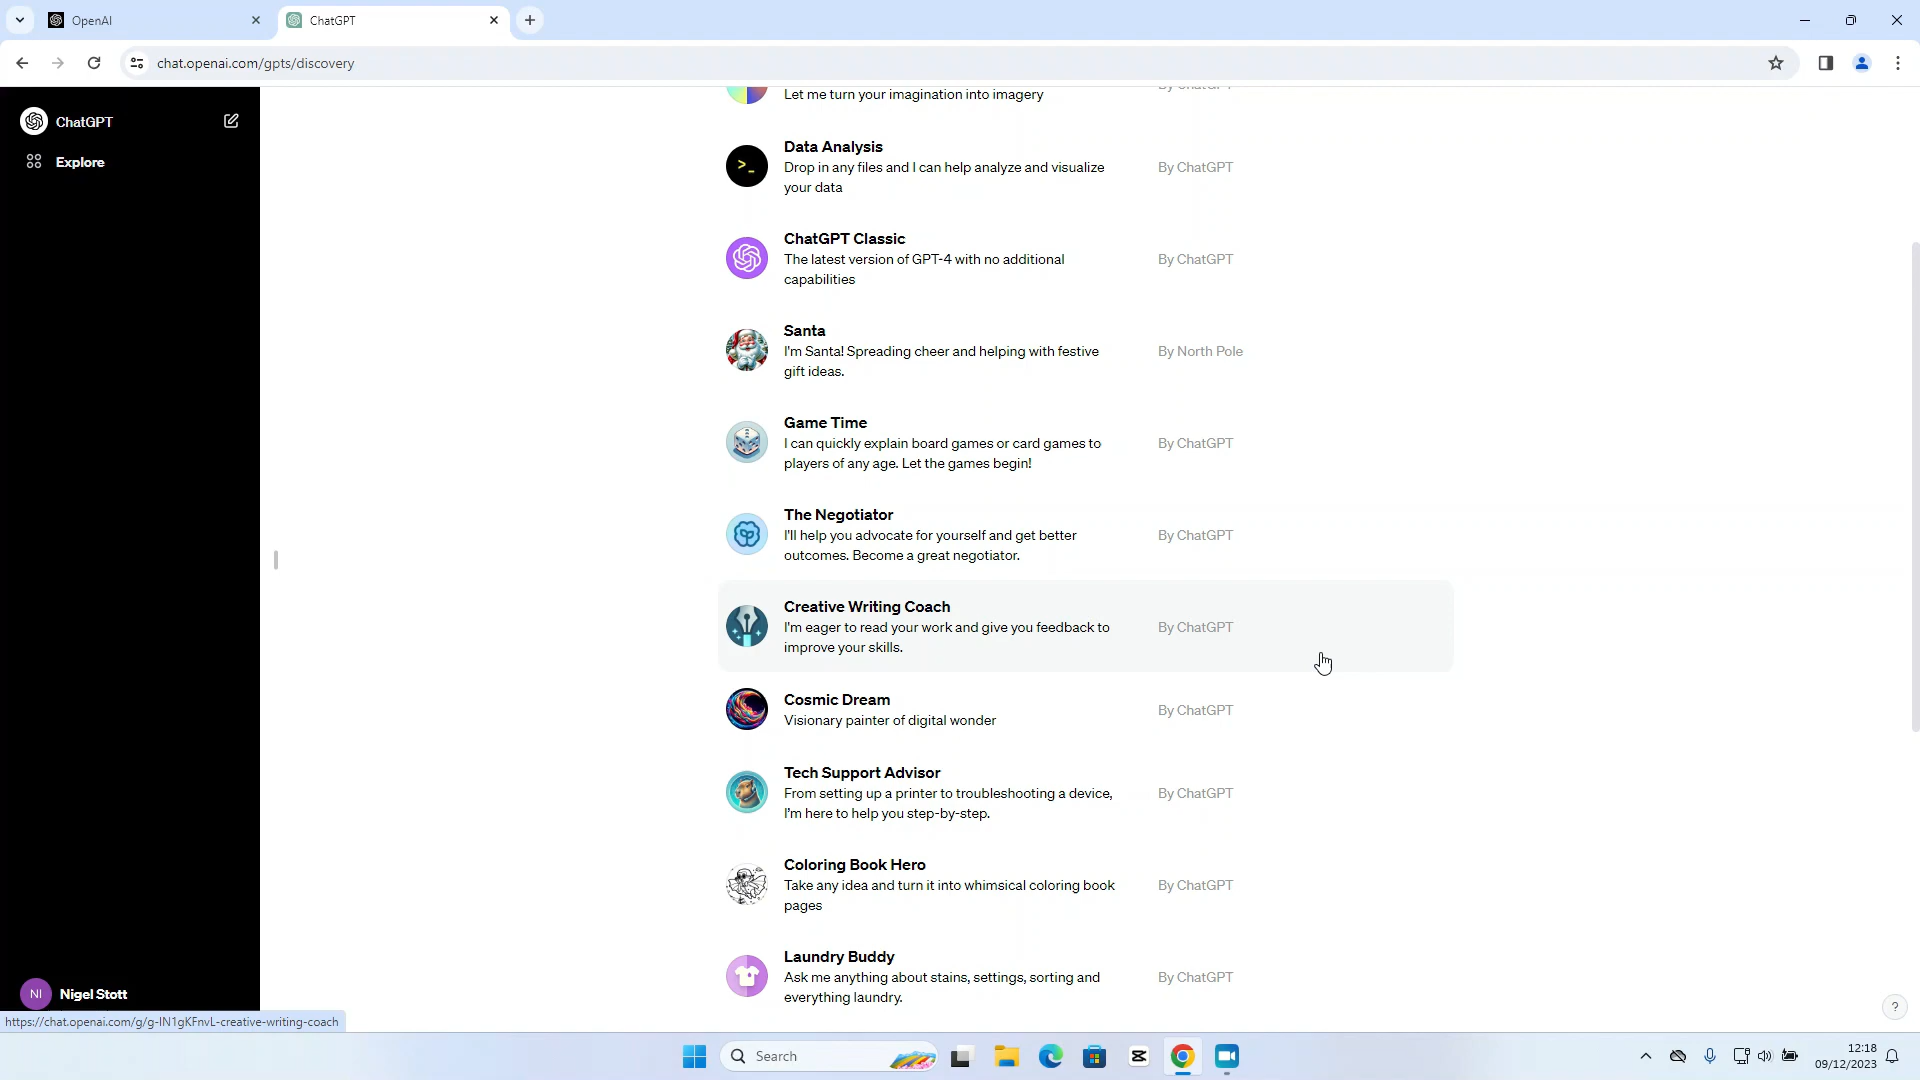 OpenAI
ChatGPT
chat.openai.com/gpts/discovery
ChatGPT
Explore
Let me turn your imagination into imagery
By ChatGPT
Data Analysis
Drop in any files and I can help analyze and visualize
your data
By ChatGPT
ChatGPT Classic
The latest version of GPT-4 with no additional
capabilities
By ChatGPT
Santa
I'm Santa! Spreading cheer and helping with festive
gift ideas.
By North Pole
Game Time
I can quickly explain board games or card games to
players of any age. Let the games begin!
By ChatGPT
The Negotiator
I'll help you advocate for yourself and get better
outcomes. Become a great negotiator.
By ChatGPT
Creative Writing Coach
I'm eager to read your work and give you feedback to
improve your skills.
By ChatGPT
Cosmic Dream
Visionary painter of digital wonder
By ChatGPT
Tech Support Advisor
From setting up a printer to troubleshooting a device,
I'm here to help you step-by-step.
By ChatGPT
Coloring Book Hero
Take any idea and turn it into whimsical coloring book
pages
By ChatGPT
Laundry Buddy
Ask me anything about stains, settings, sorting and
everything laundry.
By ChatGPT
NI Nigel Stott
?
https://chat.openai.com/g/g-lN1gKFnvL-creative-writing-coach
Search
12:18
09/12/2023